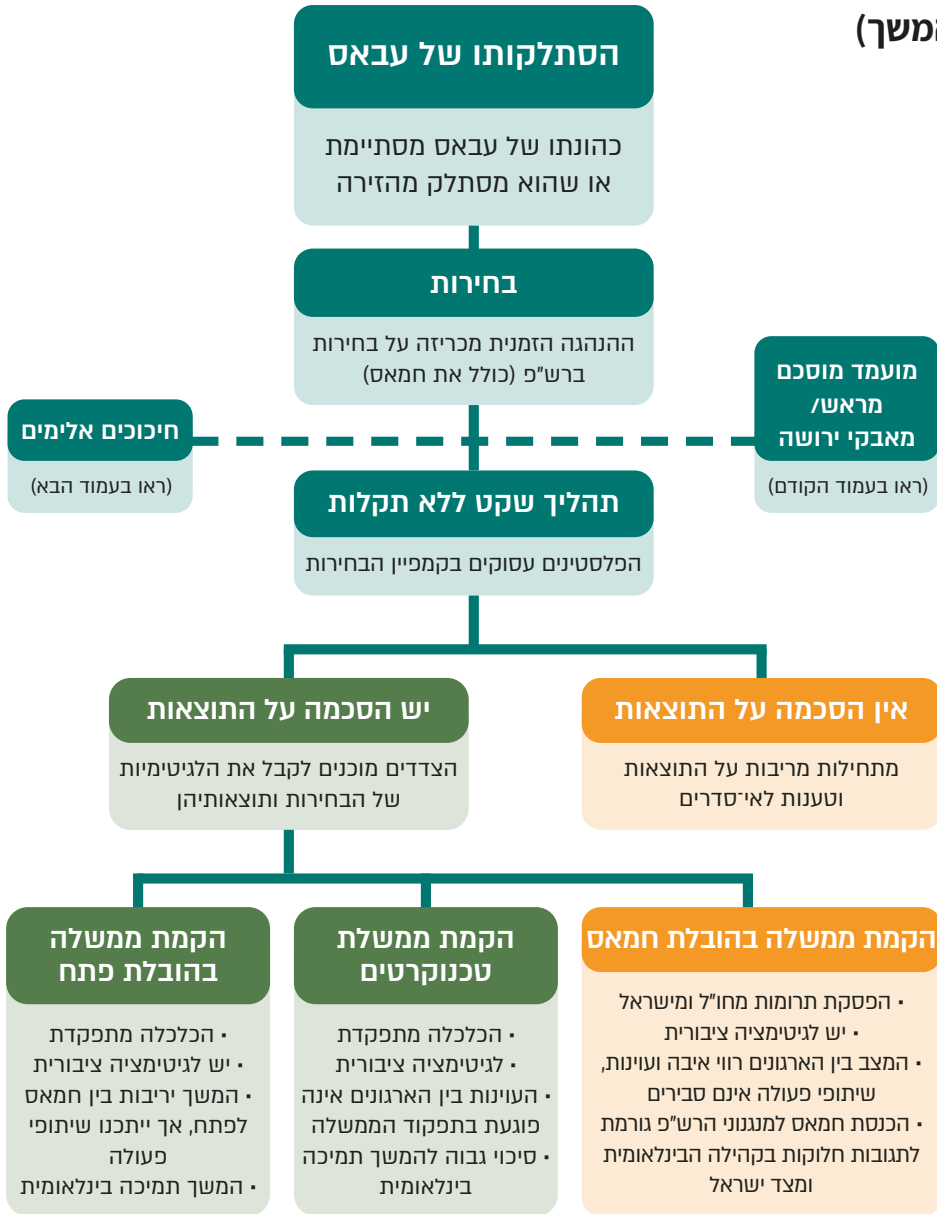 המשך)
הסתלקותו של עבאס
כהונתו של עבאס מסתיימת
או שהוא מסתלק מהזירה
בחירות
ההנהגה הזמנית מכריזה על בחירות
ברש"פ (כולל את חמאס)
מועמד מוסכם
מראש/
מאבקי ירושה
(ראו בעמוד הקודם)
חיכוכים אלימים
(ראו בעמוד הבא)
תהליך שקט ללא תקלות
הפלסטינים עסוקים בקמפיין הבחירות
אין הסכמה על התוצאות
מתחילות מריבות על התוצאות
וטענות לאי־סדרים
יש הסכמה על התוצאות
הצדדים מוכנים לקבל את הלגיטימיות
של הבחירות ותוצאותיהן
הקמת ממשלה בהובלת חמאס
• הפסקת תרומות מחו"ל ומישראל
• יש לגיטימציה ציבורית
• המצב בין הארגונים רווי איבה ועוינות,
שיתופי פעולה אינם סבירים
• הכנסת חמאס למנגנוני הרש"פ גורמת
לתגובות חלוקות בקהילה הבינלאומית
ומצד ישראל
הקמת ממשלת
טכנוקרטים
• הכלכלה מתפקדת
• לגיטימציה ציבורית
• העוינות בין הארגונים אינה
פוגעת בתפקוד הממשלה
• סיכוי גבוה להמשך תמיכה
בינלאומית
הקמת ממשלה
בהובלת פתח
• הכלכלה מתפקדת
• יש לגיטימציה ציבורית
• המשך יריבות בין חמאס
לפתח, אך ייתכנו שיתופי
פעולה
• המשך תמיכה בינלאומית